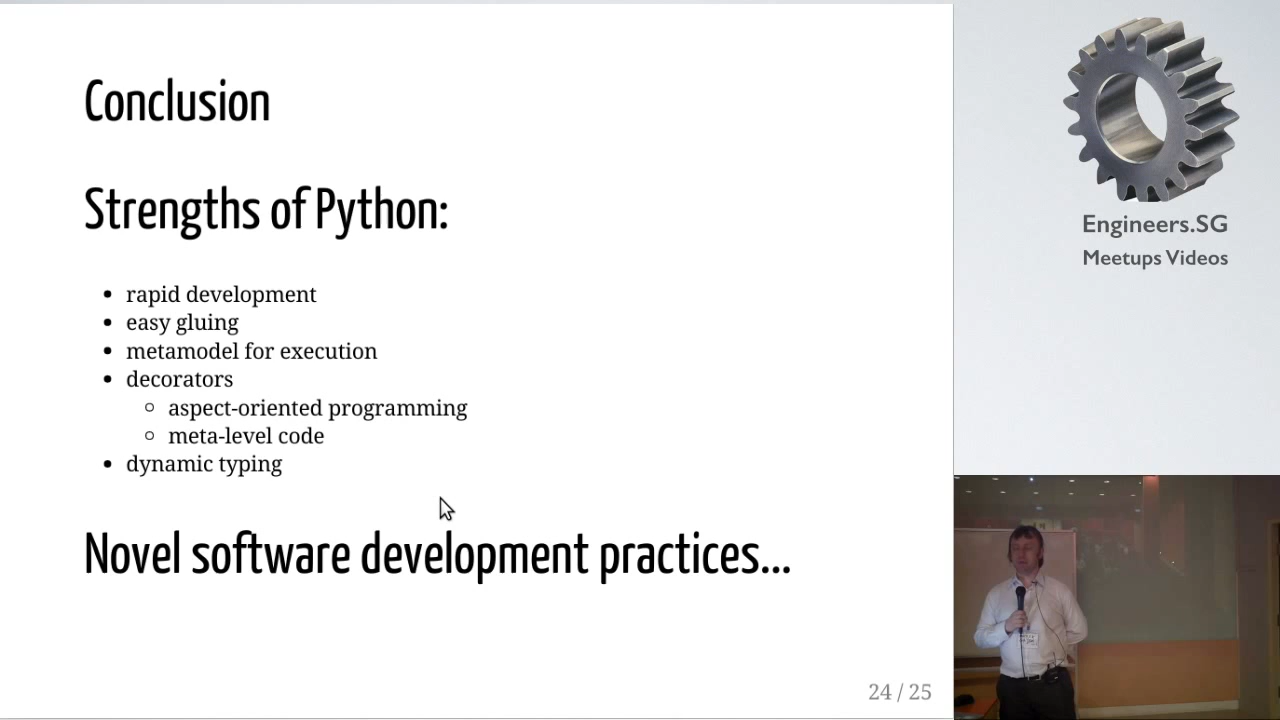 Conclusion
Strengths of Python:
• rapid development
• easy gluing
• metamodel for execution
• decorators
○ aspect-oriented programming
○ meta-level code
• dynamic typing
Novel software development practices...
24 / 25
Engineers.SG
Meetups Videos